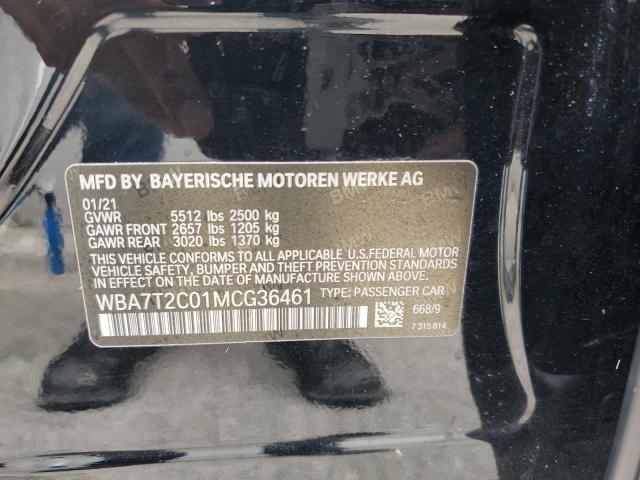 MFD BY BAYERISCHE MOTOREN WERKE AG
01/21
GVWR 5512 lbs 2500 kg
GAWR FRONT 2657 lbs 1205 kg
GAWR REAR 3020 lbs 1370 kg
THIS VEHICLE CONFORMS TO ALL APPLICABLE U.S.FEDERAL MOTOR
VEHICLE SAFETY, BUMPER AND THEFT PREVENTION STANDARDS IN
EFFECT ON THE DATE OF MANUFACTURE SHOWN ABOVE.
WBA7T2C01MCG36461 TYPE: PASSENGER CAR
668/9
7 315 814